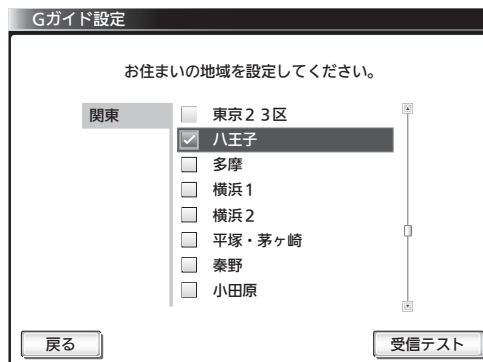 Gガイド設定
お住まいの地域を設定してください。
関東
東京２３区
八王子
多摩
横浜１
横浜２
平塚・茅ヶ崎
秦野
小田原
戻る
受信テスト